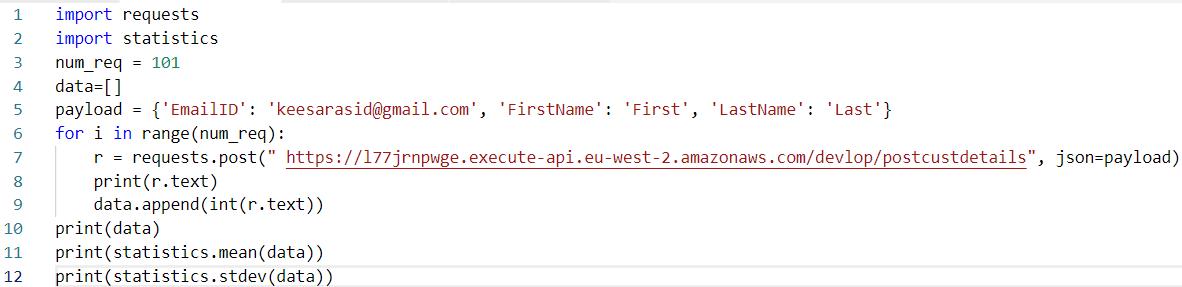 1 import requests
2 import statistics
3 num_req = 101
4 data=[]
5 payload = {'EmailID': 'keesarasid@gmail.com', 'FirstName': 'First', 'LastName': 'Last'}
6 for i in range(num_req):
7     r = requests.post(" https://l77jrnpwge.execute-api.eu-west-2.amazonaws.com/devlop/postcustdetails", json=payload)
8     print(r.text)
9     data.append(int(r.text))
10 print(data)
11 print(statistics.mean(data))
12 print(statistics.stdev(data))